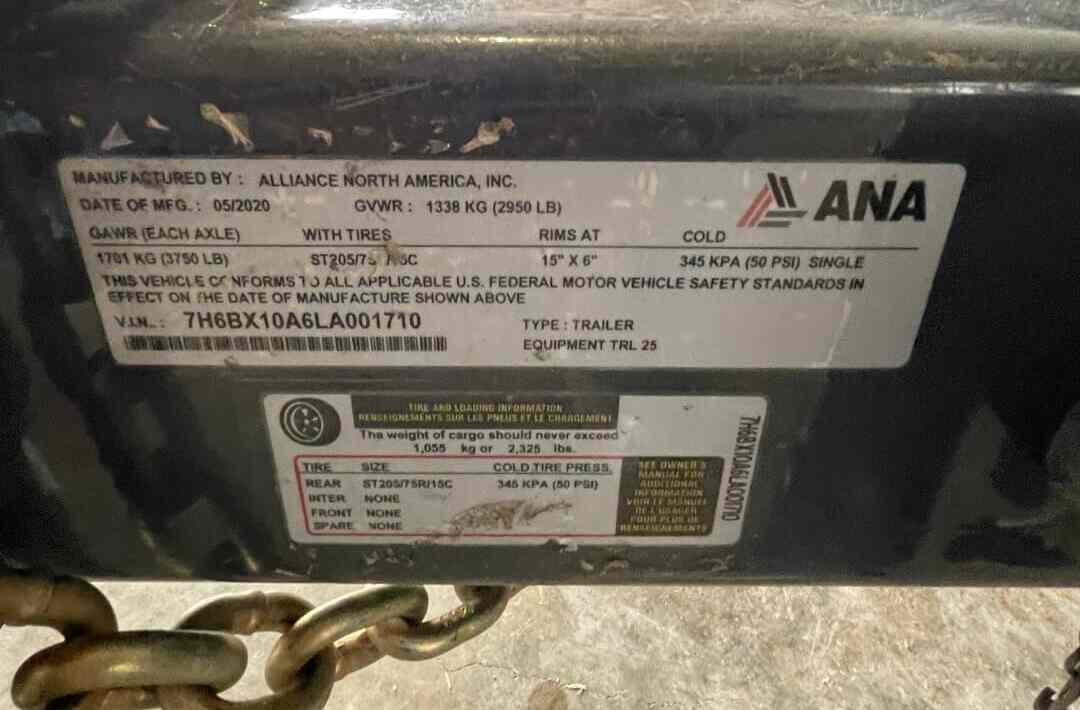 MANUFACTURED BY : ALLIANCE NORTH AMERICA, INC.
DATE OF MFG. : 05/2020 GVWR : 1338 KG (2950 LB)
ANA
GAWR (EACH AXLE) WITH TIRES RIMS AT COLD
1701 KG (3750 LB) ST205/75 /15C 15" X 6" 345 KPA (50 PSI) SINGLE
THIS VEHICLE CONFORMS TO ALL APPLICABLE U.S. FEDERAL MOTOR VEHICLE SAFETY STANDARDS IN
EFFECT ON THE DATE OF MANUFACTURE SHOWN ABOVE
V.I.N.. : 7H6BX10A6LA001710
TYPE : TRAILER
EQUIPMENT TRL 25
TIRE AND LOADING INFORMATION
RENSEIGNEMENTS SUR LES PNEUS ET LE CHARGEMENT
The weight of cargo should never exceed
1,055 kg or 2,325 lbs.
TIRE SIZE COLD TIRE PRESS.
REAR ST205/75R/15C 345 KPA (50 PSI)
INTER NONE
FRONT NONE
SPARE NONE
SEE OWNER'S
MANUAL FOR
ADDITIONAL
INFORMATION
VOIR LE MANUEL
DE L'USAGER
POUR PLUS DE
RENSEIGNEMENTS
7H6BX10A6LA001710